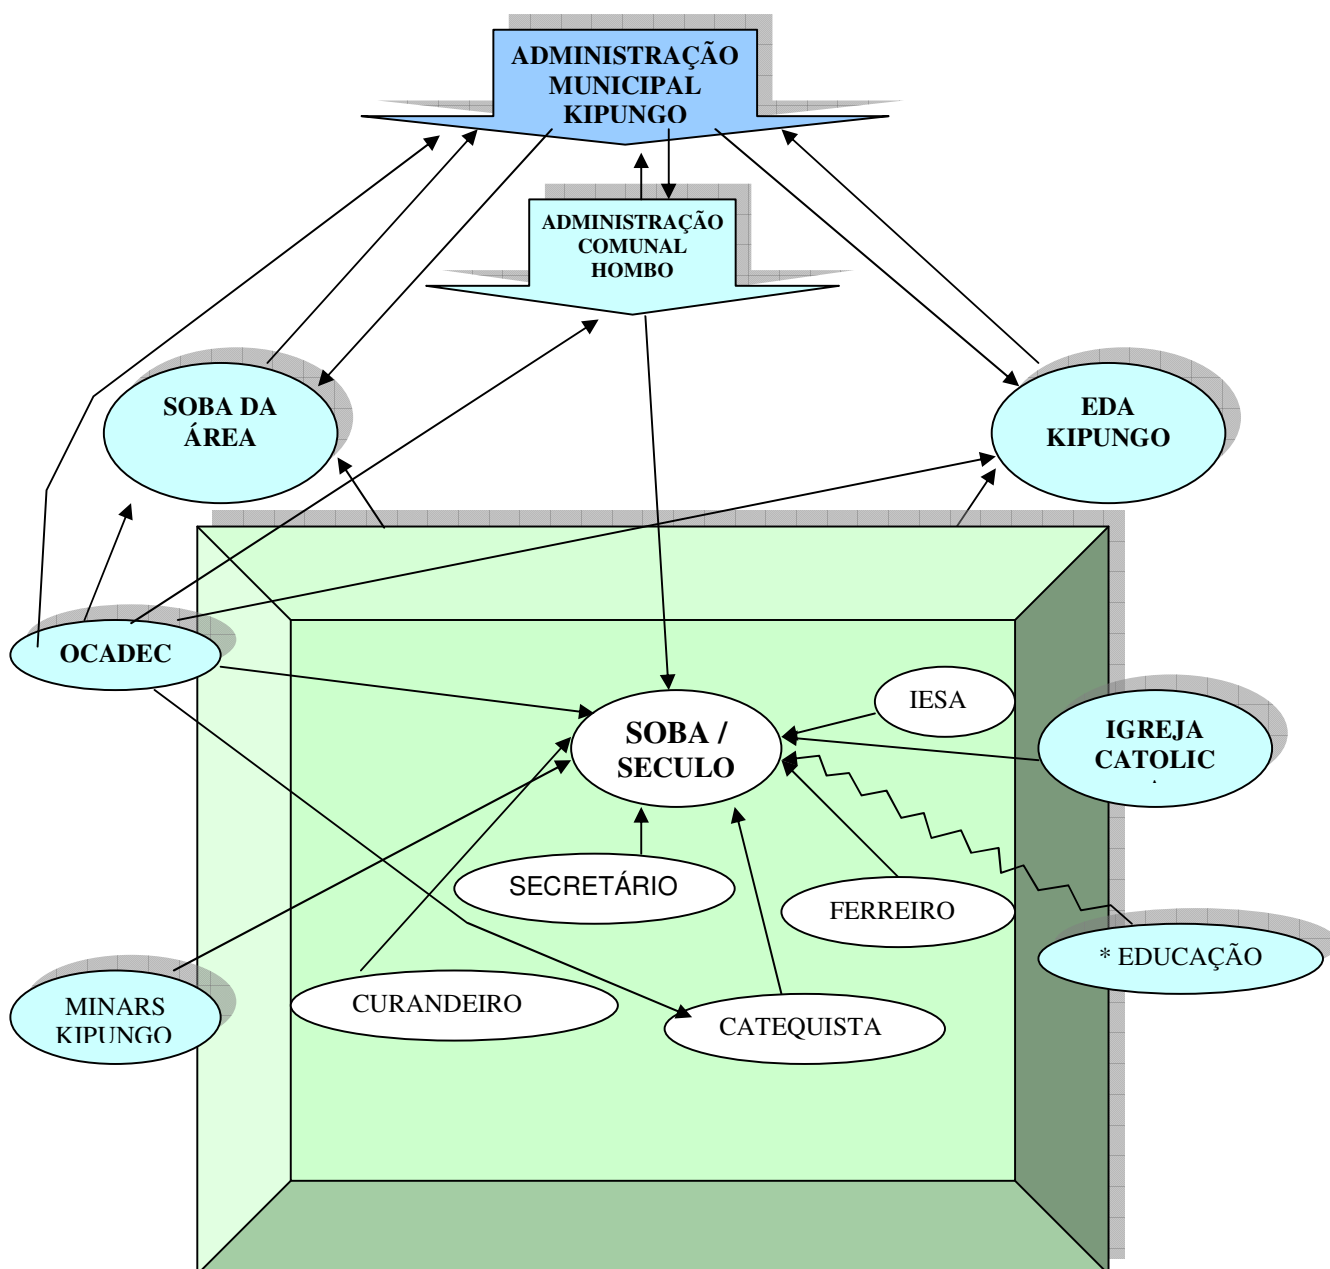 ADMINISTRAÇÃO
MUNICIPAL
KIPUNGO
ADMINISTRAÇÃO
COMUNAL
HOMBO
SOBA DA
ÁREA
EDA
KIPUNGO
OCADEC
IESA
SOBA /
SECULO
IGREJA
CATOLIC
SECRETÁRIO
FERREIRO
* EDUCAÇÃO
MINARS
KIPUNGO
CURANDEIRO
CATEQUISTA